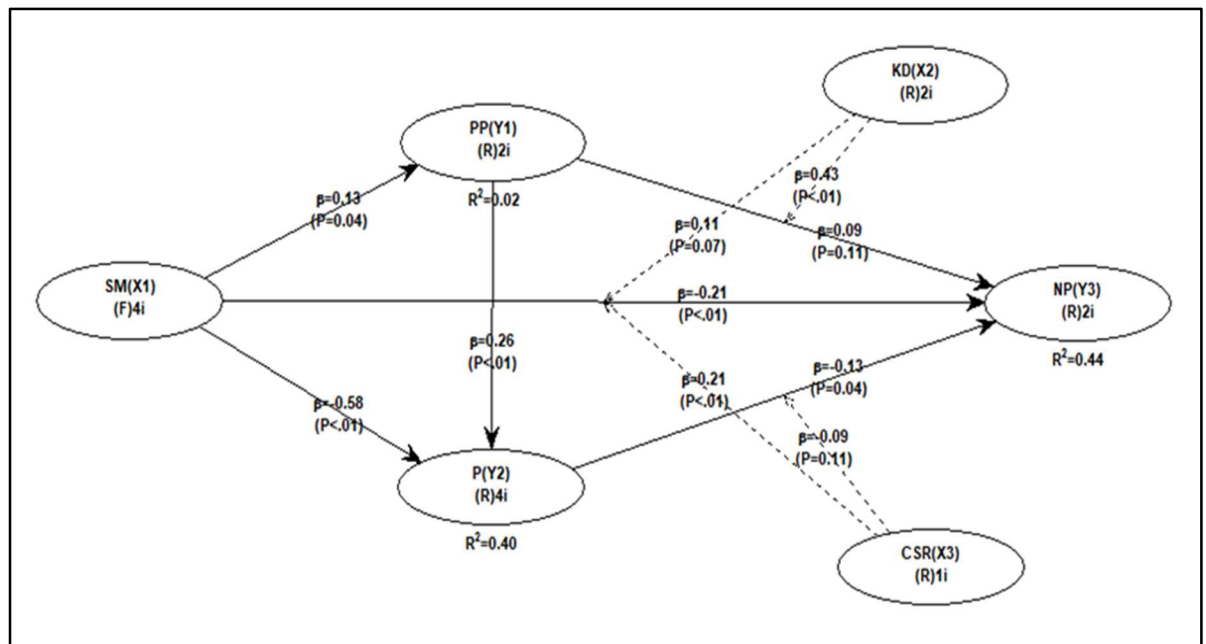 KD(X2)
(R)2i
PP(Y1)
(R)2i
R²=0.02
β=0.13
(P=0.04)
β=0.43
(P<.01)
β=0.11
(P=0.07)
β=0.09
(P=0.11)
SM(X1)
(F)4i
NP(Y3)
(R)2i
R²=0.44
β=-0.21
(P<.01)
β=0.26
(P<.01)
β=0.21
(P<.01)
β=-0.13
(P=0.04)
β=-0.58
(P<.01)
β=-0.09
(P=0.11)
P(Y2)
(R)4i
R²=0.40
CSR(X3)
(R)1i